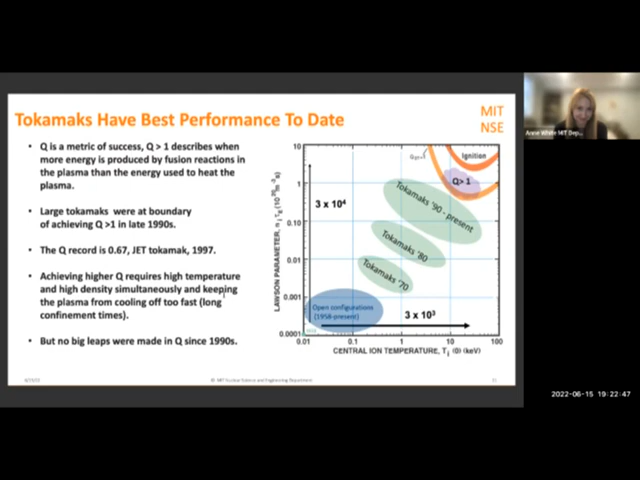 Tokamaks Have Best Performance To Date
MIT
NSE
Anne White MIT Dep...
• Q is a metric of success, Q > 1 describes when
more energy is produced by fusion reactions in
the plasma than the energy used to heat the
plasma.
• Large tokamaks were at boundary
of achieving Q >1 in late 1990s.
• The Q record is 0.67, JET tokamak, 1997.
• Achieving higher Q requires high temperature
and high density simultaneously and keeping
the plasma from cooling off too fast (long
confinement times).
• But no big leaps were made in Q since 1990s.
LAWSON PARAMETER,
10
1
0.10
0.01
0.001
0.0001
0.01
0.1
1
10
100
CENTRAL ION TEMPERATURE, Ti (0) (keV)
Ignition
Q> 1
3 x 10⁴
Tokamaks '90 - present
Tokamaks '80
Tokamaks '70
Open configurations
(1958-present)
3 x 10³
© MIT Nuclear Science and Engineering Department
2022-06-15 19:22:47